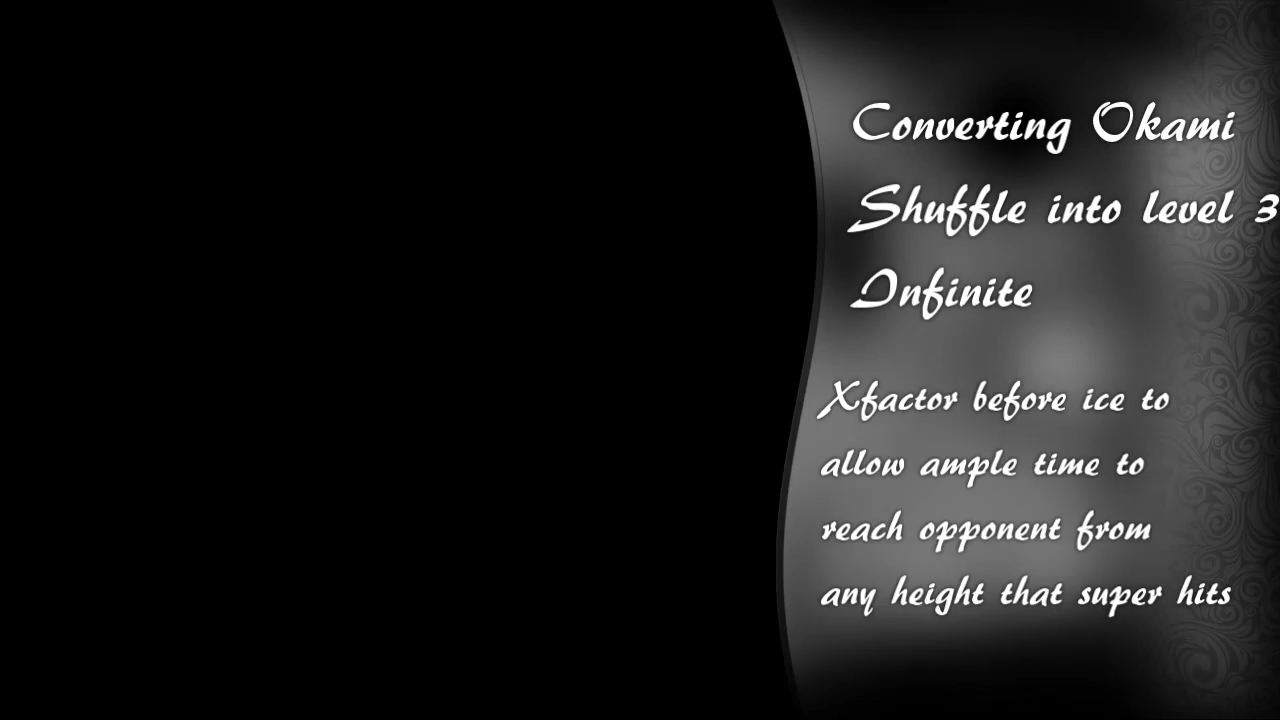 Converting Okami
Shuffle into level 3
Infinite
Xfactor before ice to
allow ample time to
reach opponent from
any height that super hits